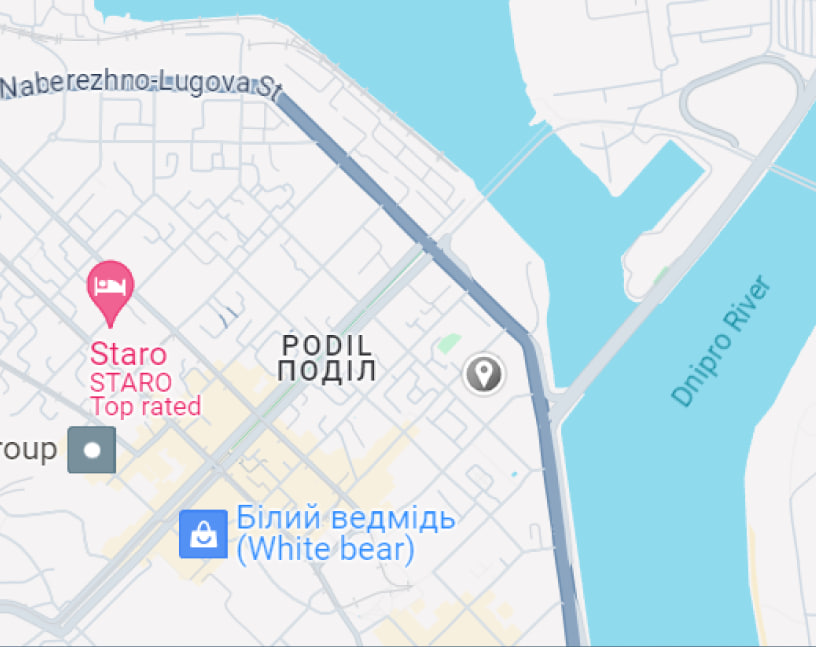 Naberezhno-Lugova St
PODIL
ПОДІЛ
Staro
STARO
Top rated
roup
Білий ведмідь
(White bear)
Dnipro River